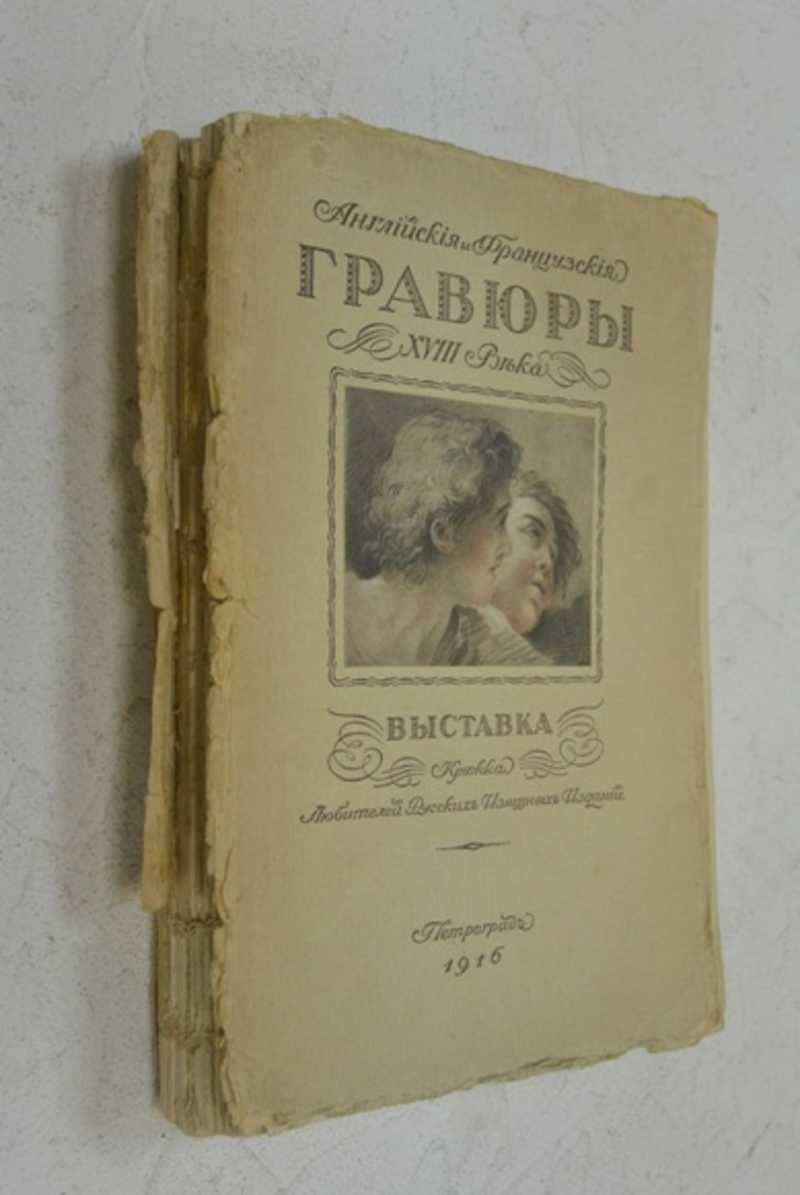 Англійскія и Французскія
ГРАВЮРЫ
XVIII Вѣка
ВЫСТАВКА
Кружка
Любителей Русскихъ Изящныхъ Изданій
Петроградъ
1916